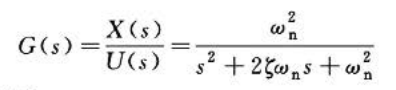 G(s) = X(s)/U(s) = ω_n^2/(s^2 + 2ζω_n s + ω_n^2)